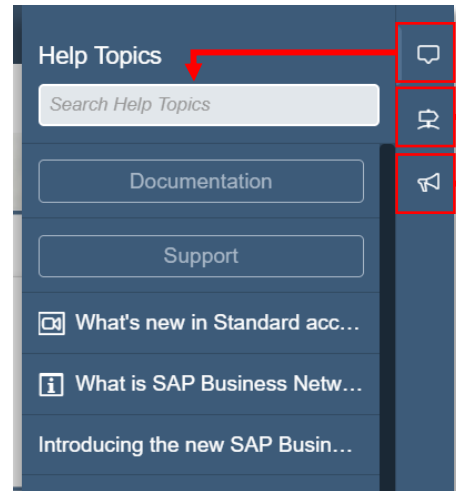 Help Topics
Search Help Topics
Documentation
Support
What's new in Standard acc...
What is SAP Business Netw...
Introducing the new SAP Busin...